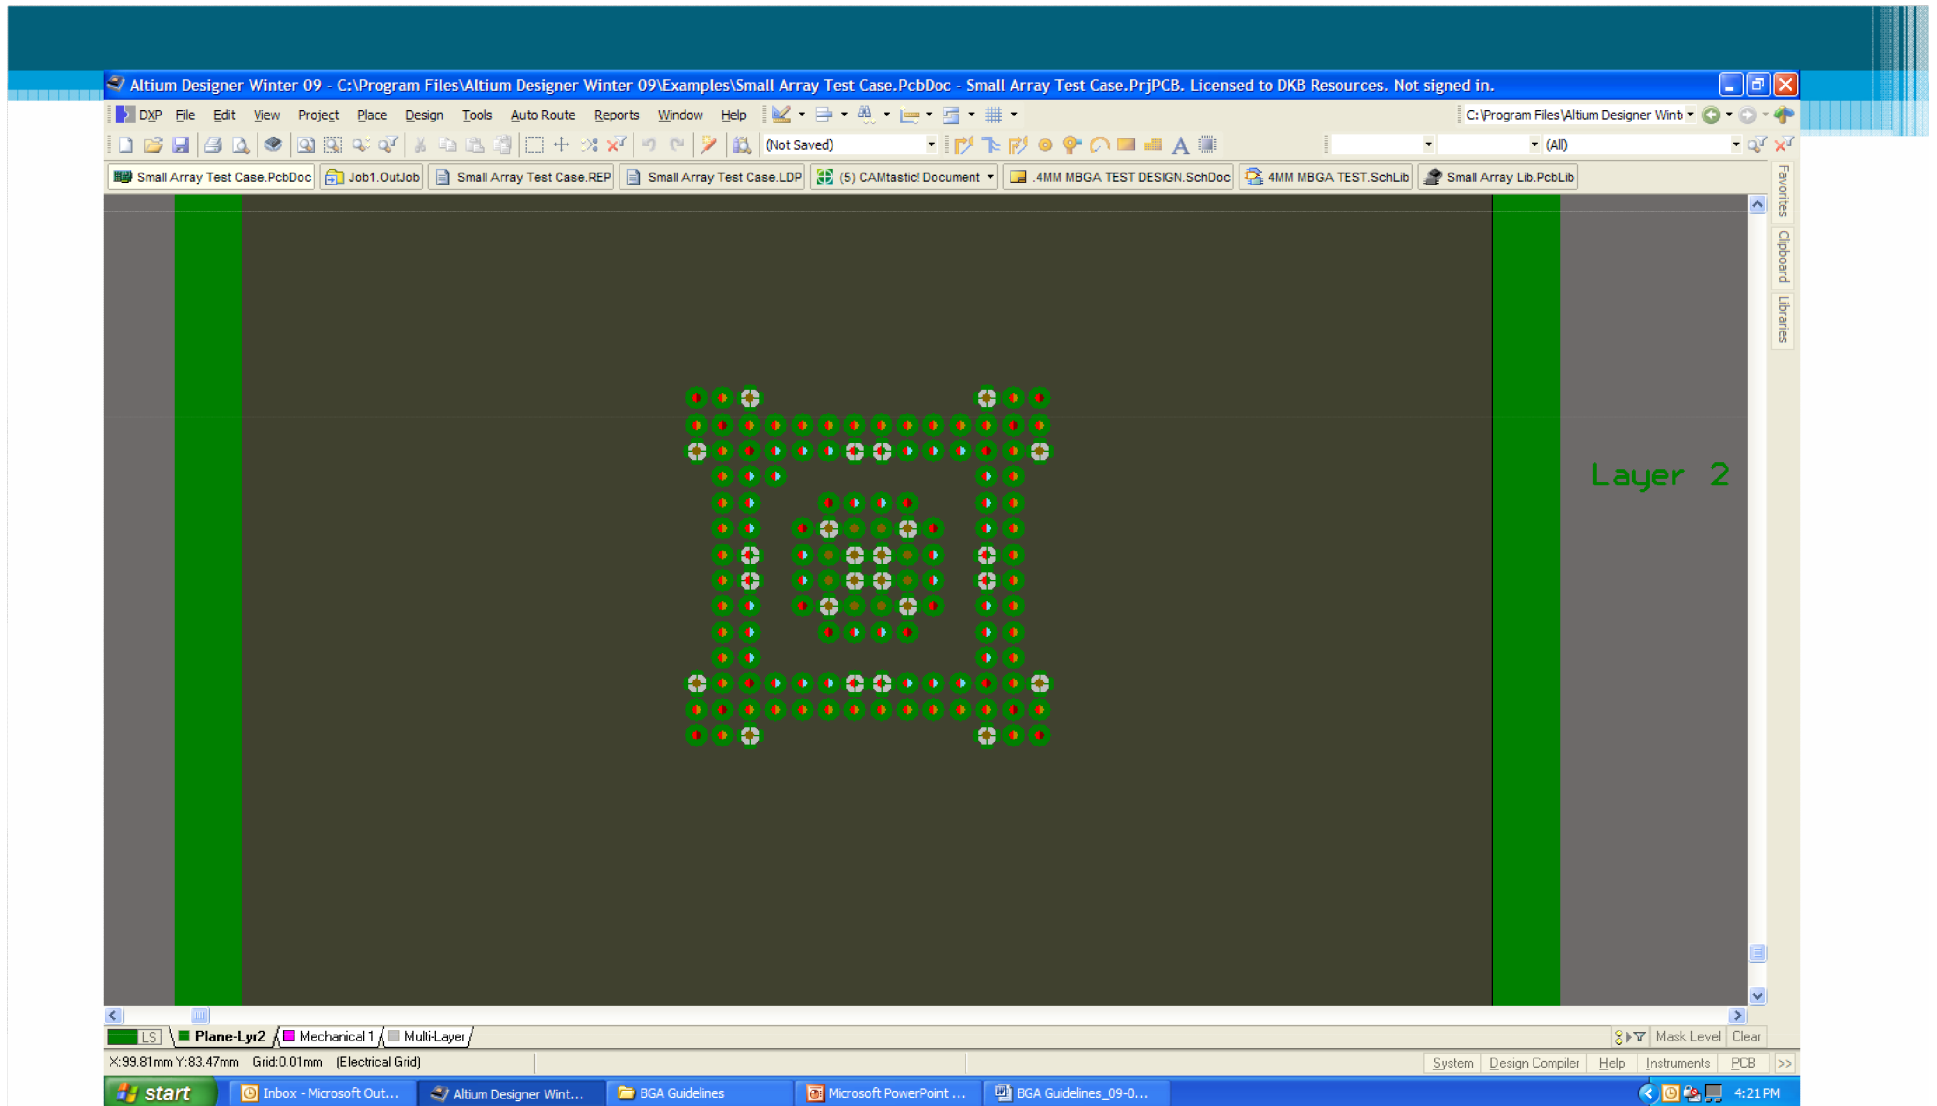 Altium Designer Winter 09 - C:\Program Files\Altium Designer Winter 09\Examples\Small Array Test Case.PcbDoc - Small Array Test Case.PrjPCB. Licensed to DKB Resources. Not signed in.
DXP File Edit View Project Place Design Tools Auto Route Reports Window Help C:\Program Files\Altium Designer Wint
(Not Saved) A (All)
Small Array Test Case.PcbDoc Job1.OutJob Small Array Test Case.REP Small Array Test Case.LDP (5) CAMtastic! Document .4MM MBGA TEST DESIGN.SchDoc 4MM MBGA TEST.SchLib Small Array Lib.PcbLib
Favorites
Clipboard
Libraries
Layer 2
LS Plane-Lyr2 Mechanical 1 Multi-Layer Mask Level Clear
X:99.81mm Y:83.47mm Grid:0.01mm (Electrical Grid) System Design Compiler Help Instruments PCB >>
start Inbox - Microsoft Out... Altium Designer Wint... BGA Guidelines Microsoft PowerPoint ... BGA Guidelines_09-0... 4:21 PM